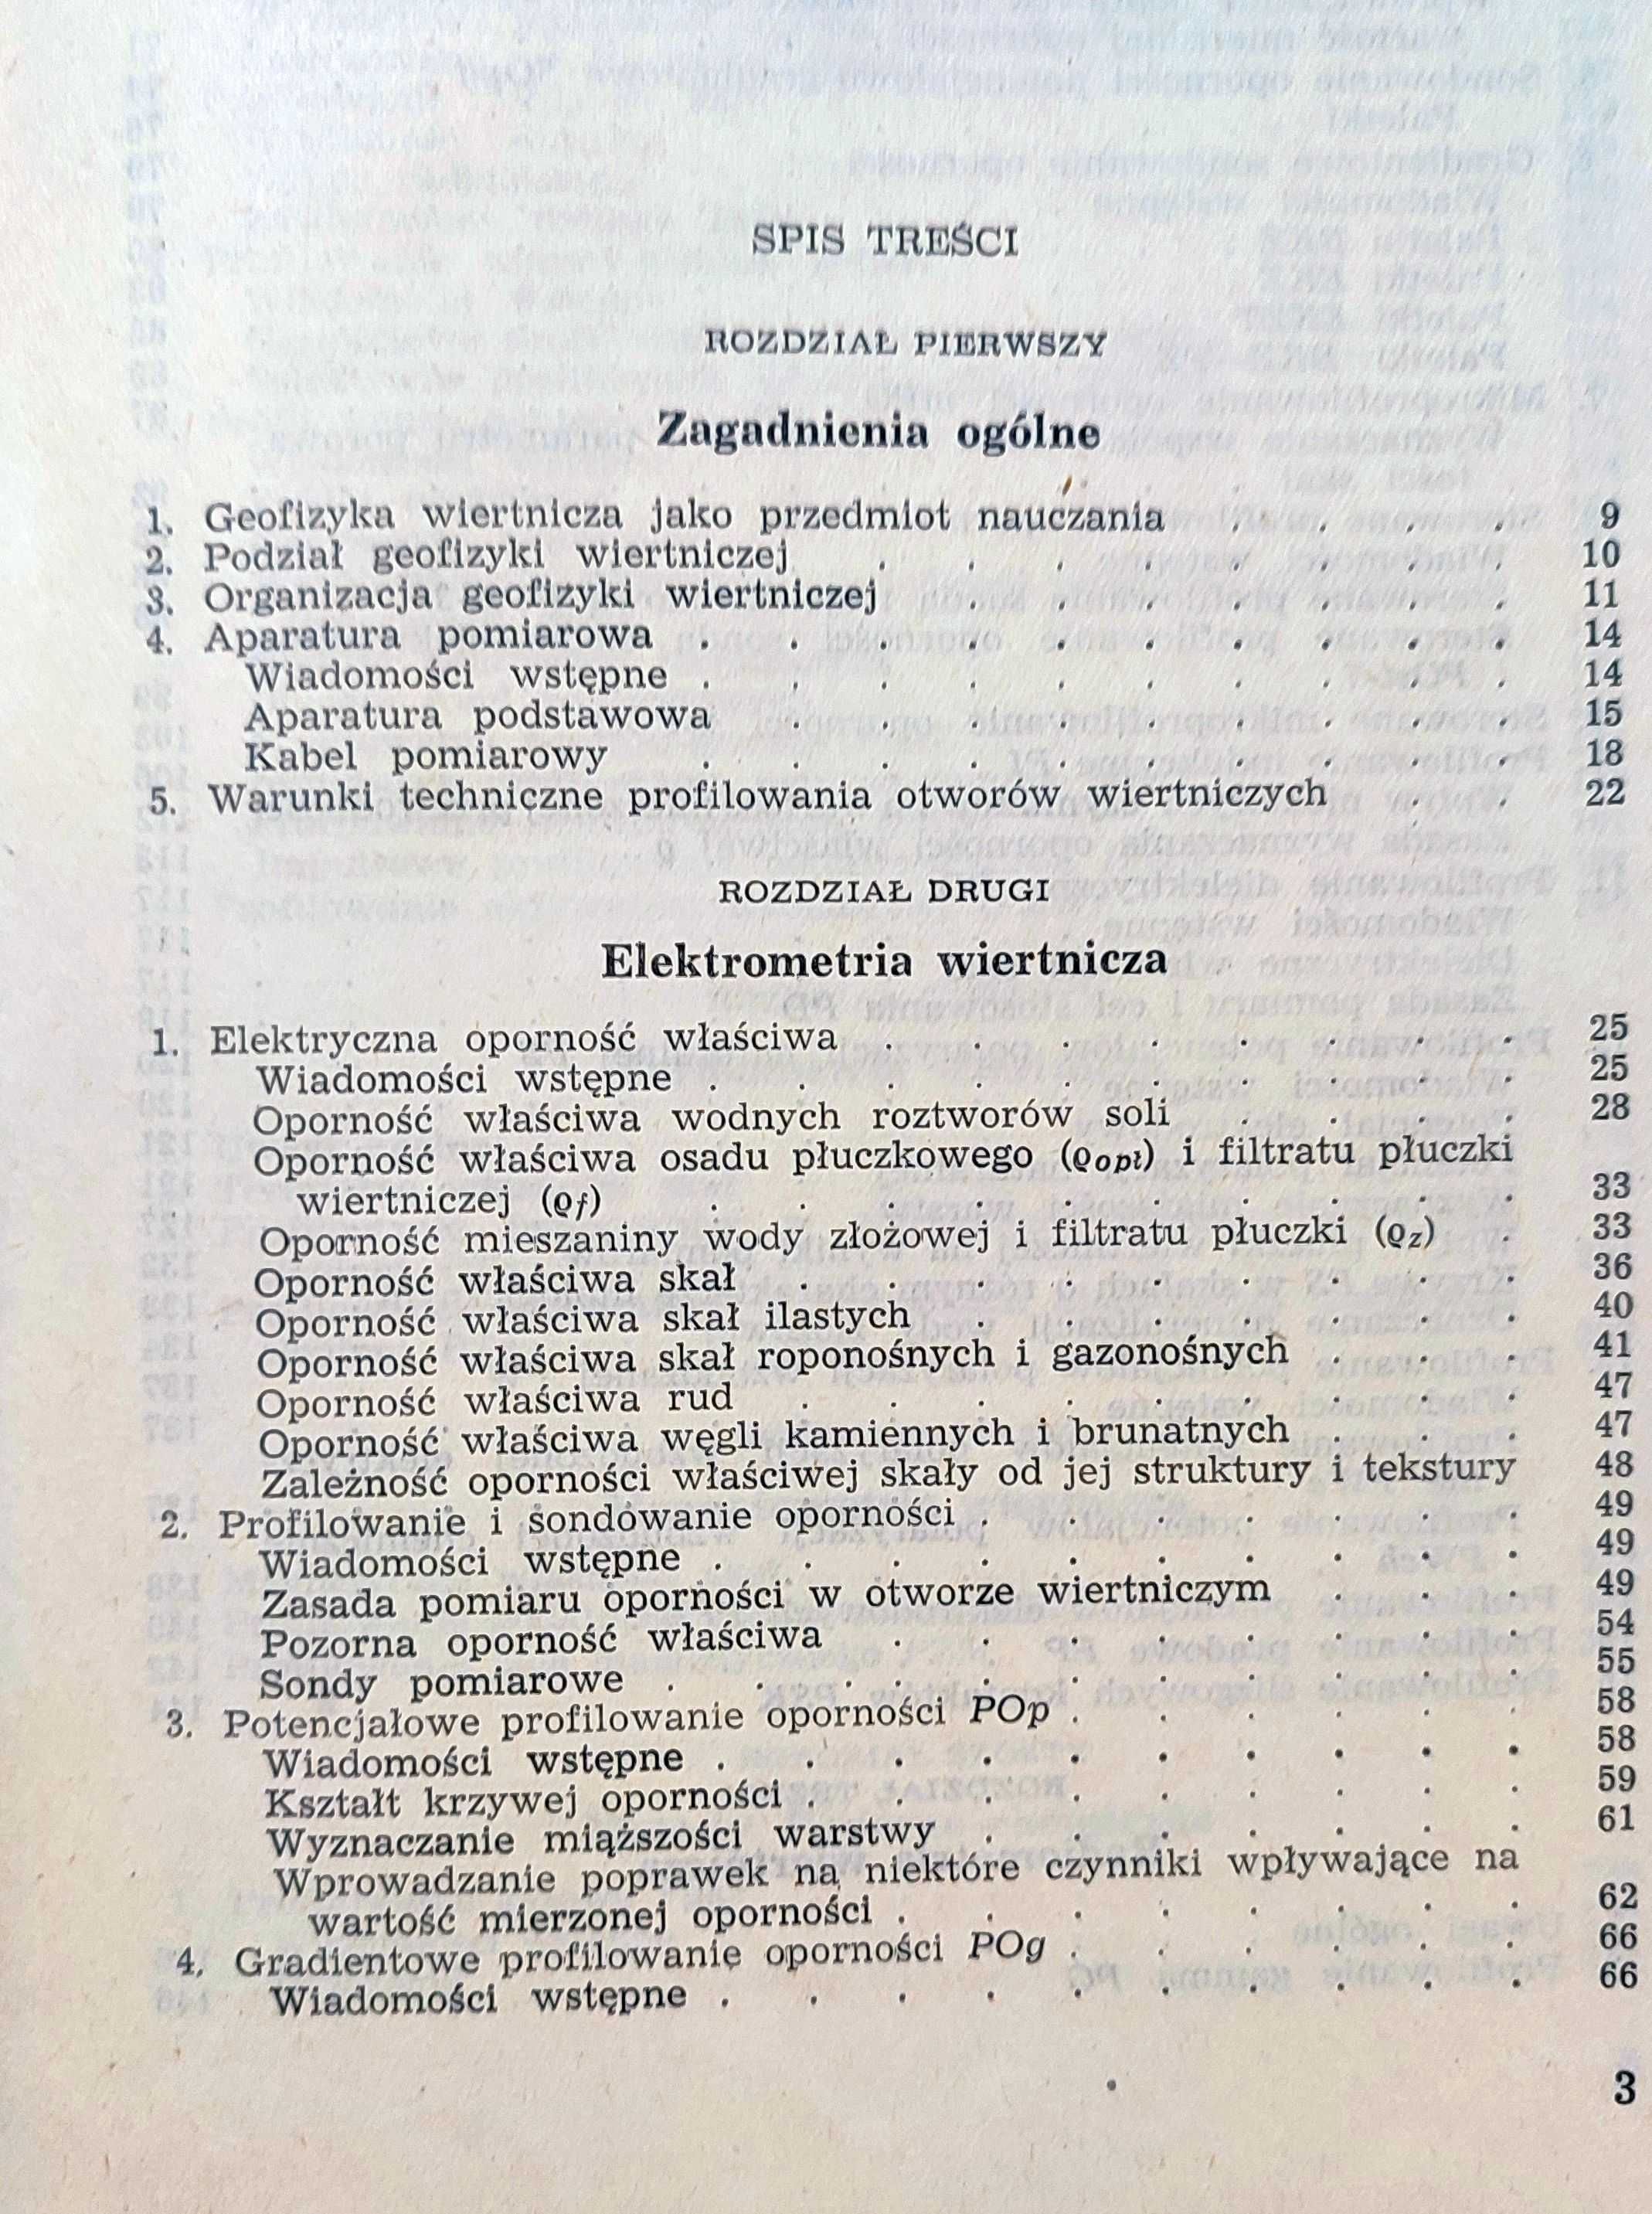 SPIS TREŚCI
ROZDZIAŁ PIERWSZY
Zagadnienia ogólne
1. Geofizyka wiertnicza jako przedmiot nauczania . . . . 9
2. Podział geofizyki wiertniczej . . . . . . . . 10
3. Organizacja geofizyki wiertniczej . . . . . . . 11
4. Aparatura pomiarowa . . . . . . . . . . 14
Wiadomości wstępne . . . . . . . . . . 14
Aparatura podstawowa . . . . . . . . . 15
Kabel pomiarowy . . . . . . . . . . 18
5. Warunki techniczne profilowania otworów wiertniczych . . 22
ROZDZIAŁ DRUGI
Elektrometria wiertnicza
1. Elektryczna oporność właściwa . . . . . . . . 25
Wiadomości wstępne . . . . . . . . . . 25
Oporność właściwa wodnych roztworów soli . . . . 28
Oporność właściwa osadu płuczkowego (ϱopł) i filtratu płuczki
wiertniczej (ϱf) . . . . . . . . . . 33
Oporność mieszaniny wody złożowej i filtratu płuczki (ϱz) . 33
Oporność właściwa skał . . . . . . . . . 36
Oporność właściwa skał ilastych . . . . . . . 40
Oporność właściwa skał roponośnych i gazonośnych . . . 41
Oporność właściwa rud . . . . . . . . . 47
Oporność właściwa węgli kamiennych i brunatnych . . . 47
Zależność oporności właściwej skały od jej struktury i tekstury 48
2. Profilowanie i sondowanie oporności . . . . . . . 49
Wiadomości wstępne . . . . . . . . . . 49
Zasada pomiaru oporności w otworze wiertniczym . . . 49
Pozorna oporność właściwa . . . . . . . . 54
Sondy pomiarowe . . . . . . . . . . . 55
3. Potencjałowe profilowanie oporności POp . . . . . . 58
Wiadomości wstępne . . . . . . . . . . 58
Kształt krzywej oporności . . . . . . . . . 59
Wyznaczanie miąższości warstwy . . . . . . . 61
Wprowadzanie poprawek na niektóre czynniki wpływające na
wartość mierzonej oporności . . . . . . . . 62
4. Gradientowe profilowanie oporności POg . . . . . . 66
Wiadomości wstępne . . . . . . . . . . 66
3